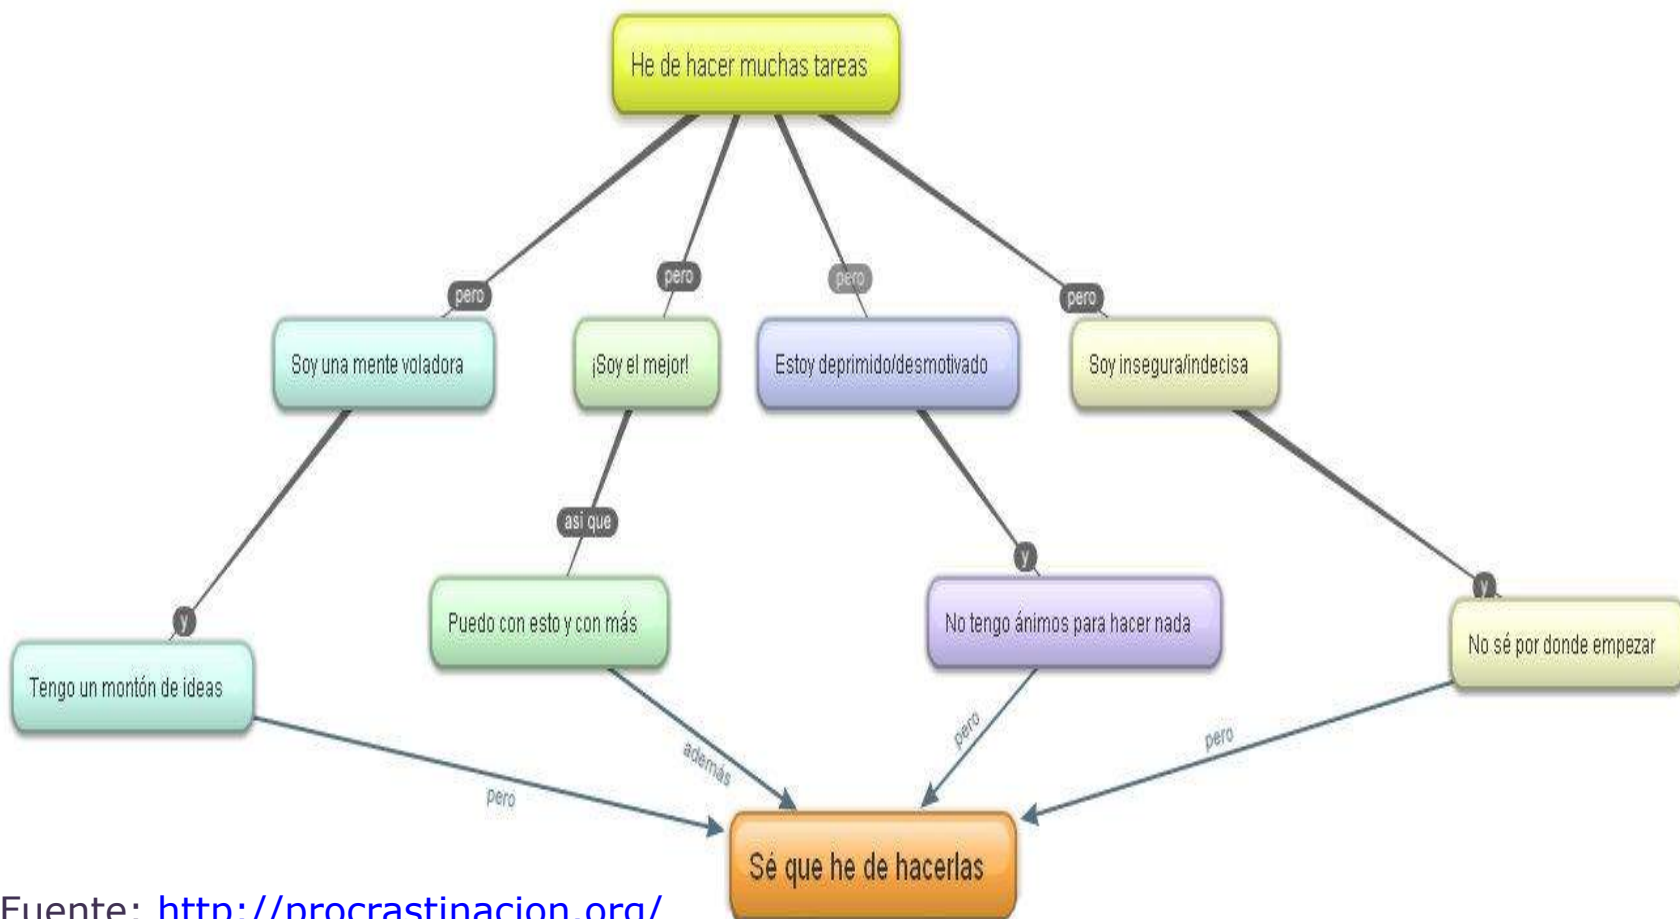 He de hacer muchas tareas
pero
pero
pero
pero
Soy una mente voladora
¡Soy el mejor!
Estoy deprimido/desmotivado
Soy insegura/indecisa
asi que
y
y
y
Puedo con esto y con más
No tengo ánimos para hacer nada
No sé por donde empezar
Tengo un montón de ideas
además
pero
pero
pero
Sé que he de hacerlas
Fuente: http://procrastinacion.org/